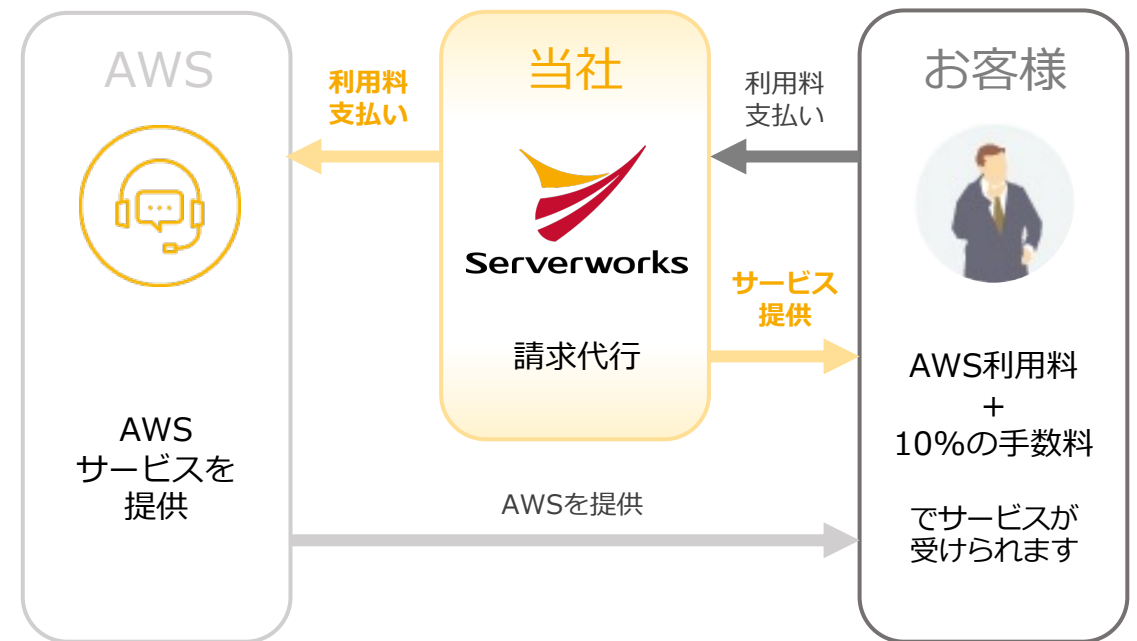 AWS
AWS
サービスを
提供
利用料
支払い
当社
Serverworks
請求代行
利用料
支払い
サービス
提供
AWSを提供
お客様
AWS利用料
+
10%の手数料
でサービスが
受けられます